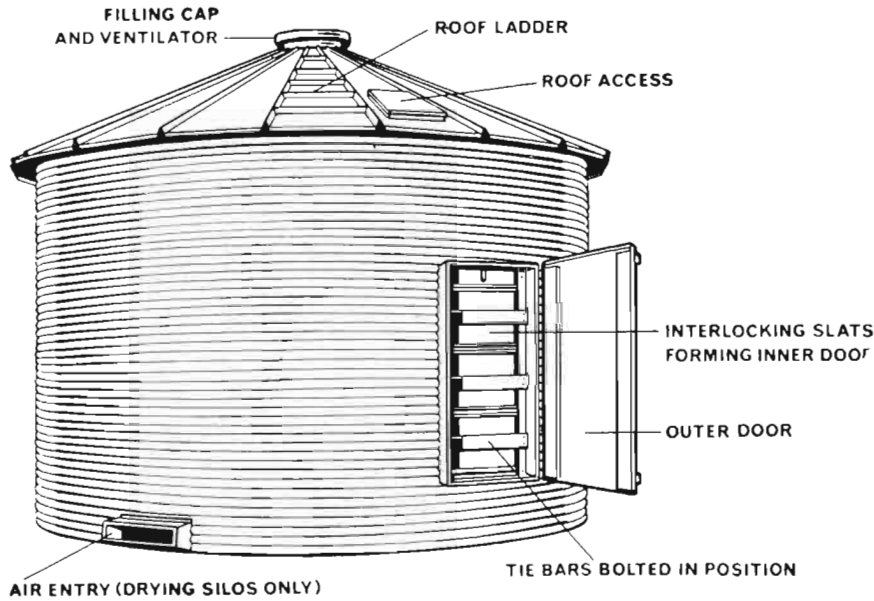 FILLING CAP
AND VENTILATOR
ROOF LADDER
ROOF ACCESS
INTERLOCKING SLATS
FORMING INNER DOOR
OUTER DOOR
TIE BARS BOLTED IN POSITION
AIR ENTRY (DRYING SILOS ONLY)